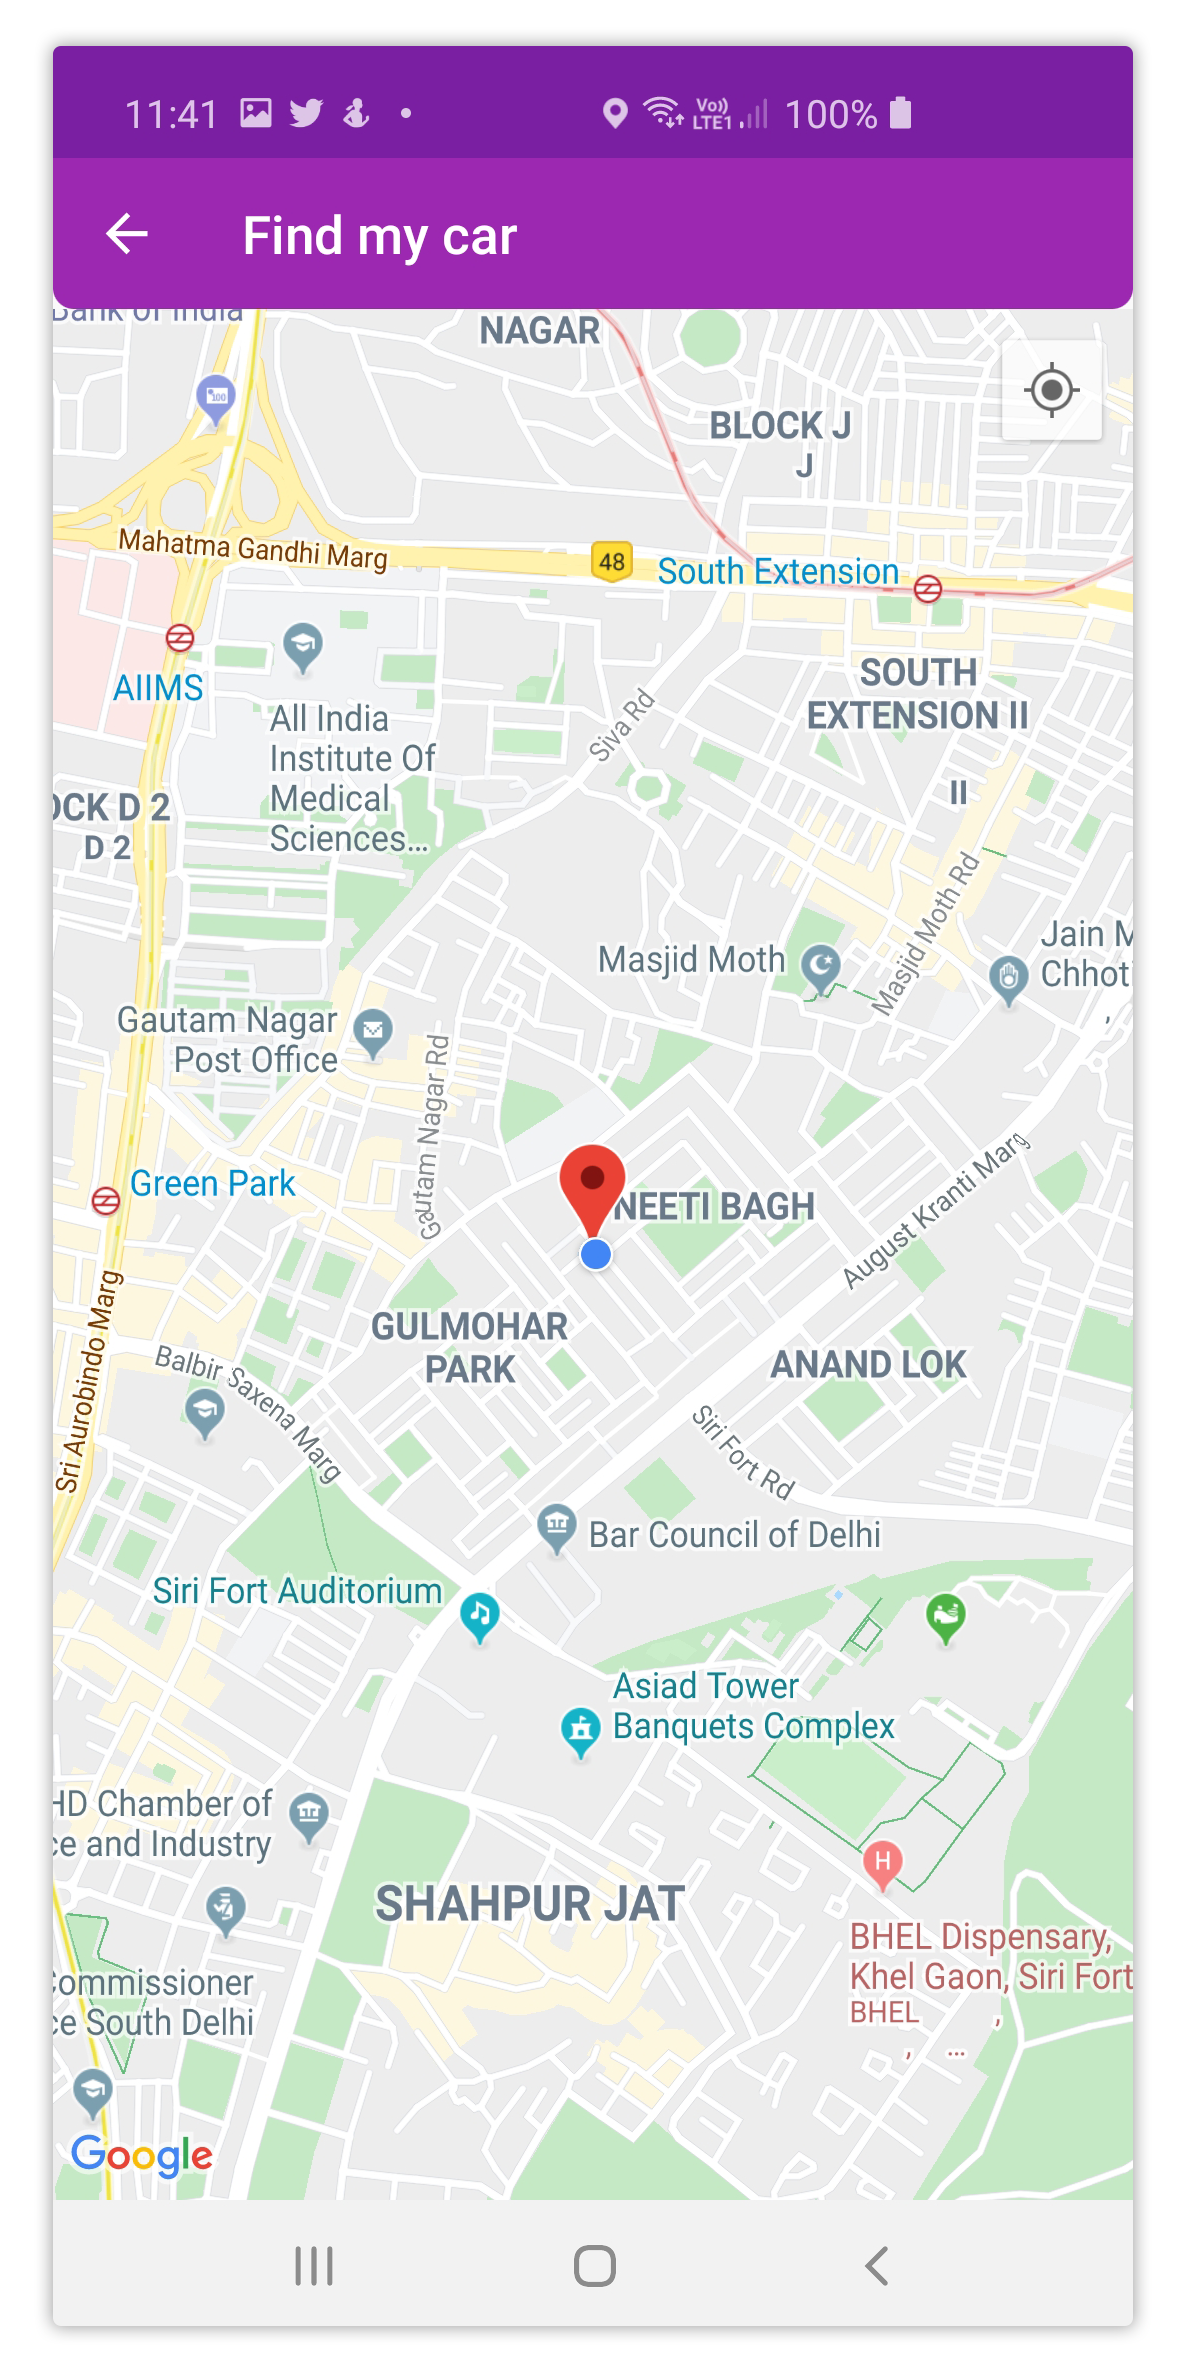 11:41
Vo))
LTE1
100%
Find my car
Bank of India
NAGAR
100
BLOCK J
J
Mahatma Gandhi Marg
48
South Extension
AIIMS
All India
Institute Of
Medical
Sciences...
SOUTH
EXTENSION II
II
Siva Rd
OCK D 2
D 2
Masjid Moth Rd
Masjid Moth
Jain M
Chhoti
,
Gautam Nagar
Post Office
Gautam Nagar Rd
Green Park
NEETI BAGH
August Kranti Marg
Sri Aurobindo Marg
GULMOHAR
PARK
ANAND LOK
Balbir Saxena Marg
Siri Fort Rd
Bar Council of Delhi
Siri Fort Auditorium
Asiad Tower
Banquets Complex
HD Chamber of
ce and Industry
H
SHAHPUR JAT
BHEL Dispensary,
Khel Gaon, Siri Fort
BHEL ,
, ...
Commissioner
ce South Delhi
Google